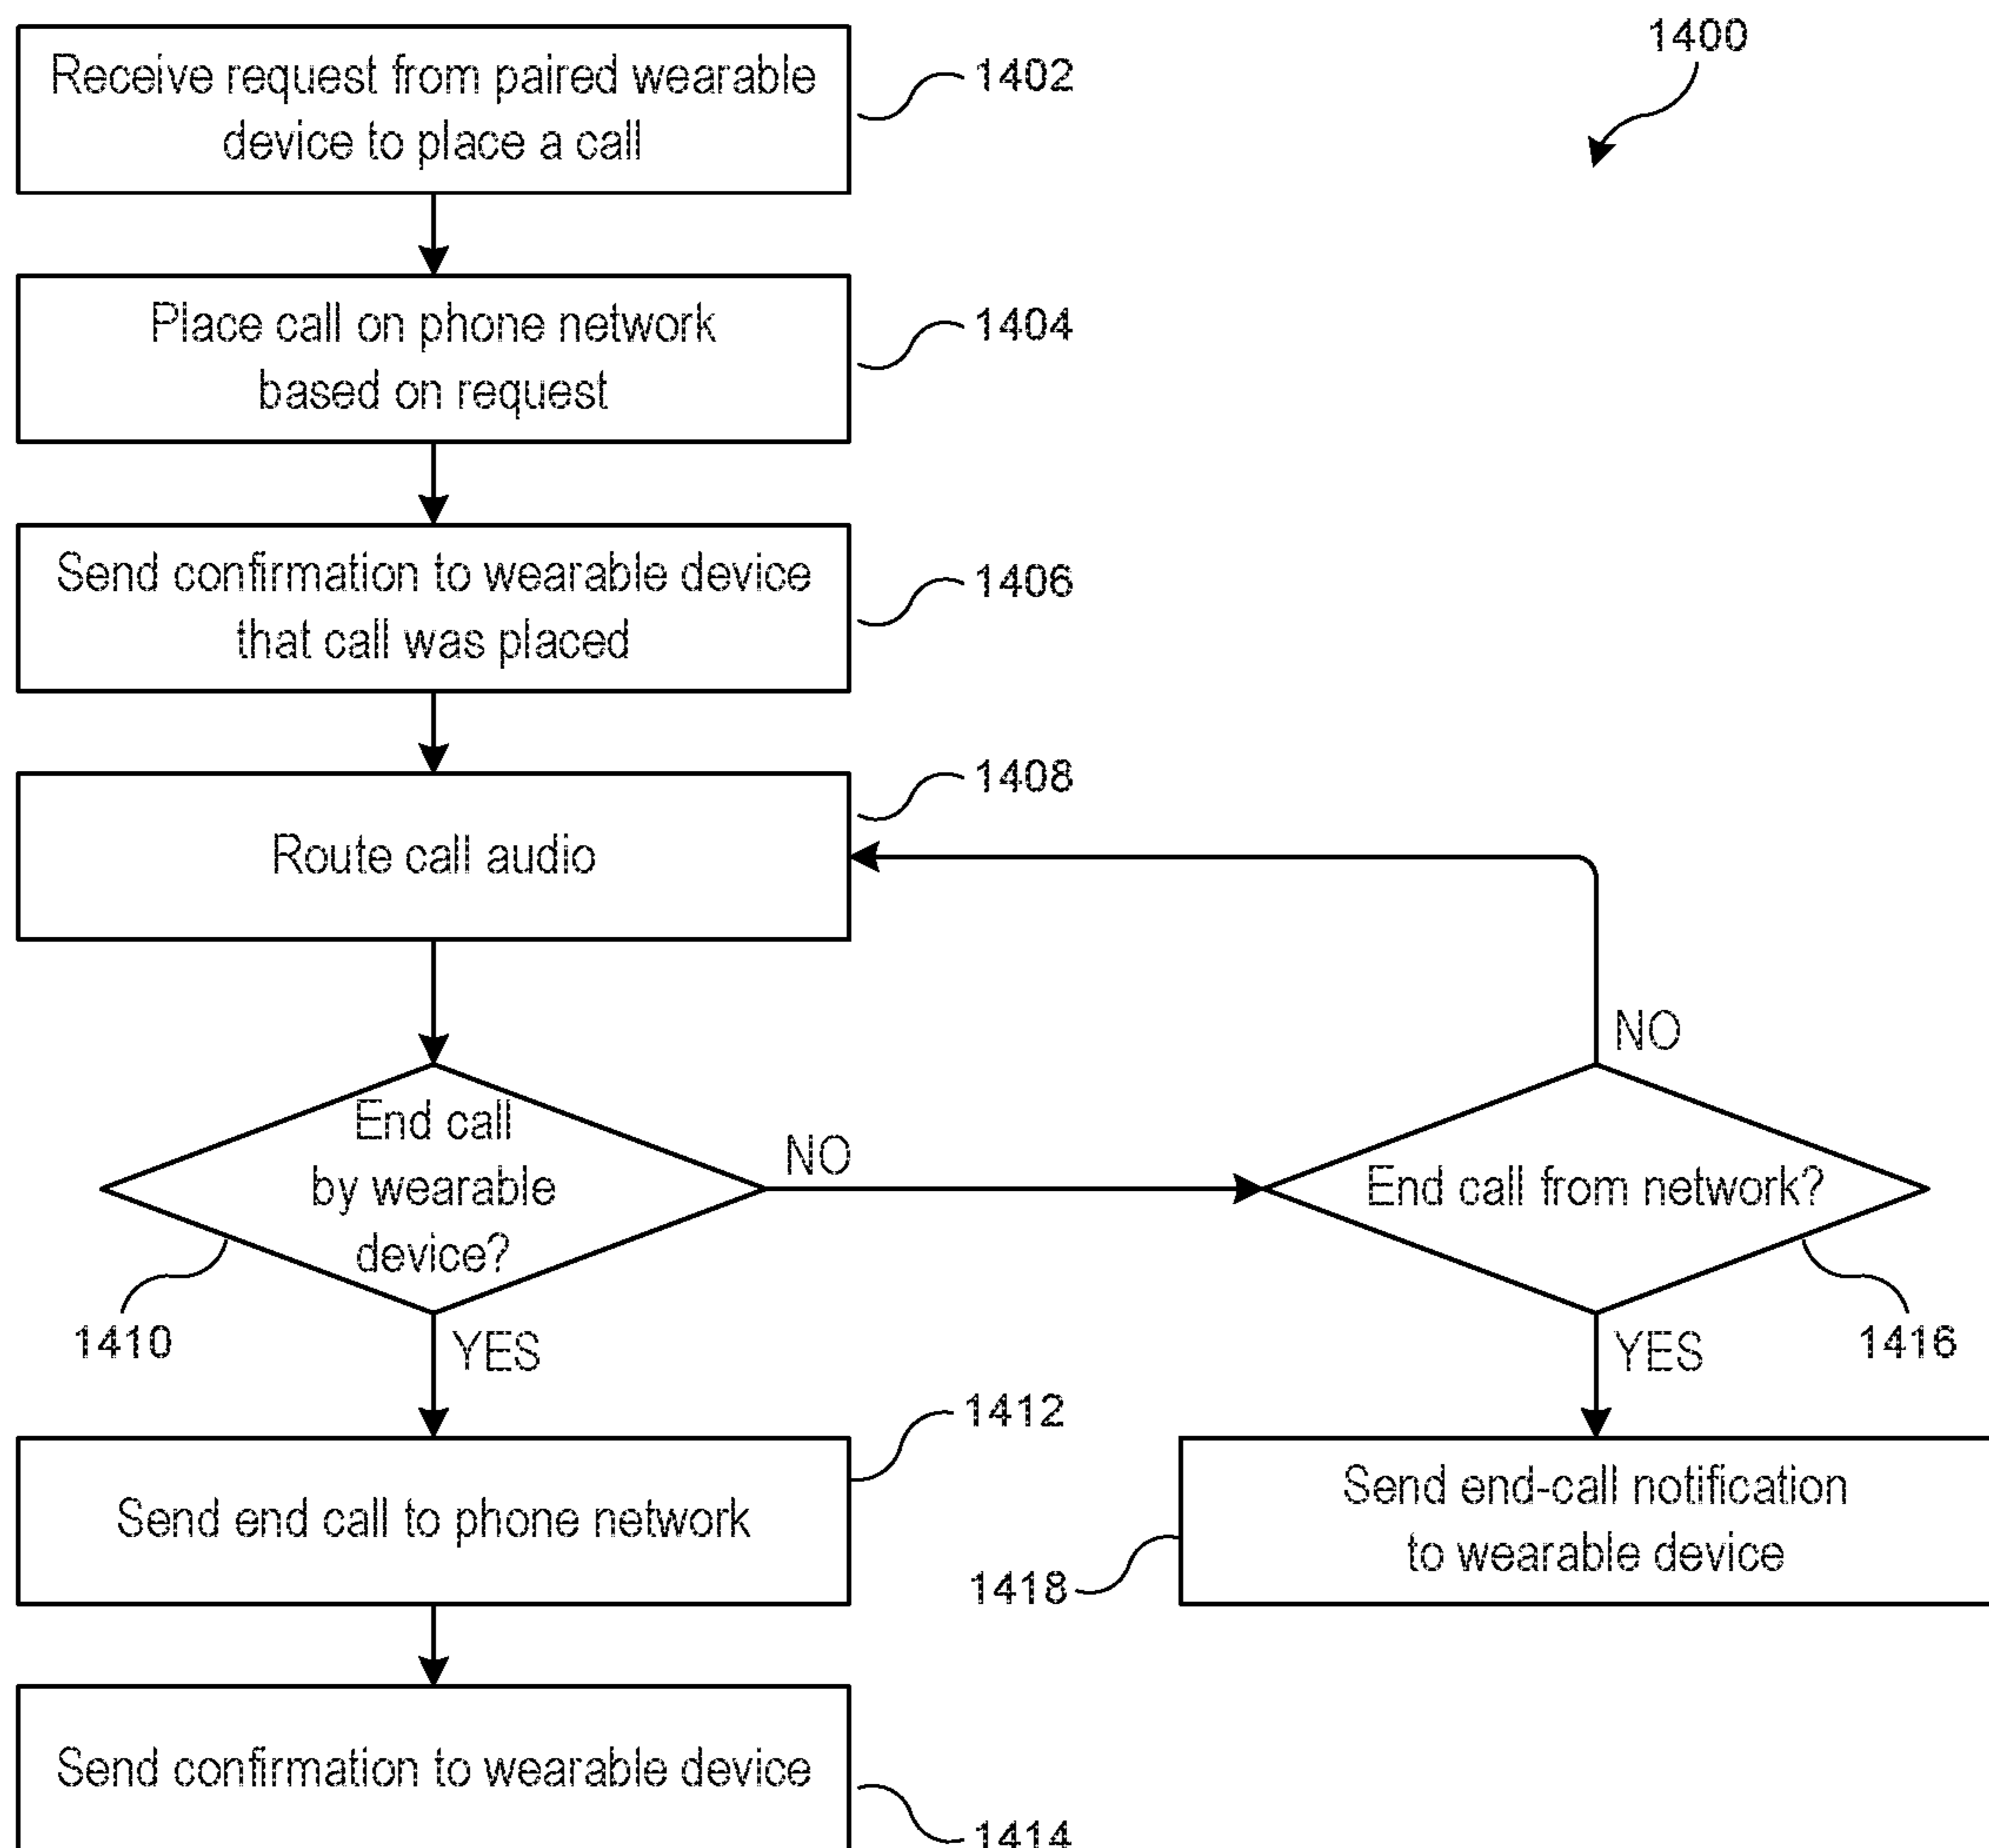 1400
Receive request from paired wearable
device to place a call
1402
Place call on phone network
based on request
1404
Send confirmation to wearable device
that call was placed
1406
Route call audio
1408
End call
by wearable
device?
1410
NO
YES
End call from network?
1416
NO
YES
Send end call to phone network
1412
Send end-call notification
to wearable device
1418
Send confirmation to wearable device
1414